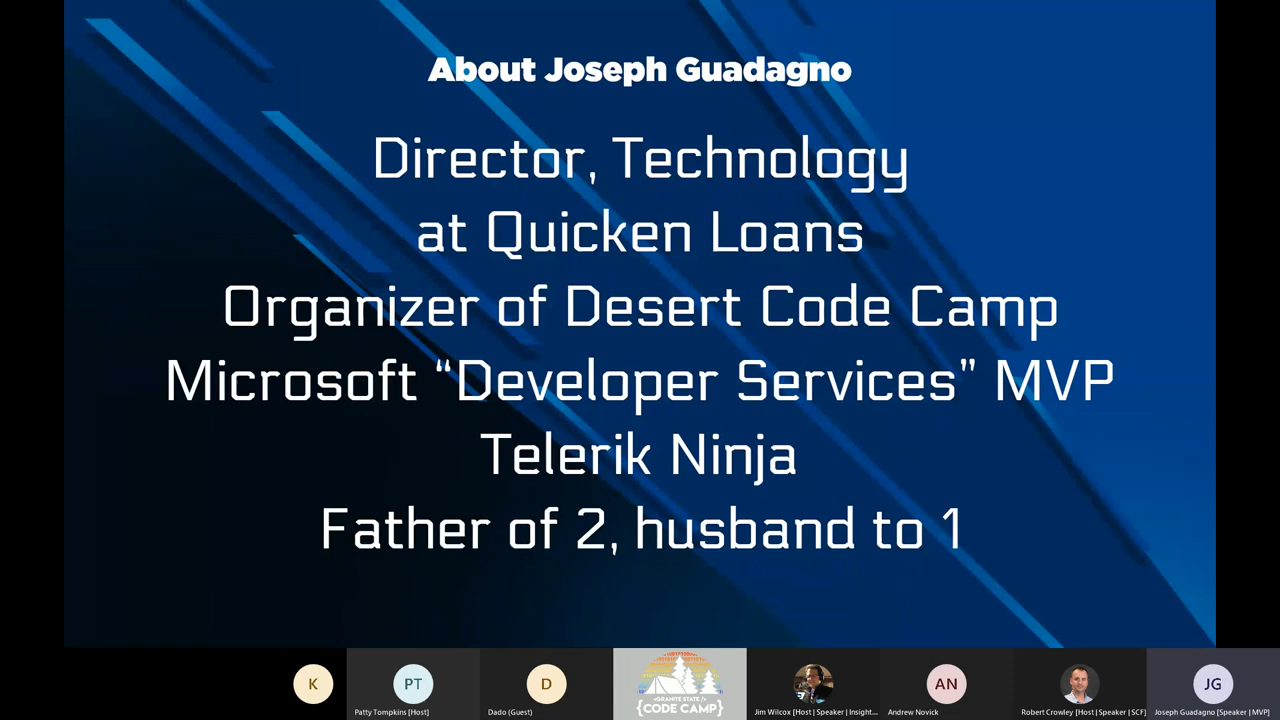 About Joseph Guadagno
Director, Technology
at Quicken Loans
Organizer of Desert Code Camp
Microsoft “Developer Services” MVP
Telerik Ninja
Father of 2, husband to 1
K
PT
D
GRANITE STATE />
{CODE CAMP}
AN
JG
Patty Tompkins [Host]
Dado (Guest)
Jim Wilcox [Host | Speaker | Insight...
Andrew Novick
Robert Crowley [Host | Speaker | SCF]
Joseph Guadagno [Speaker | MVP]